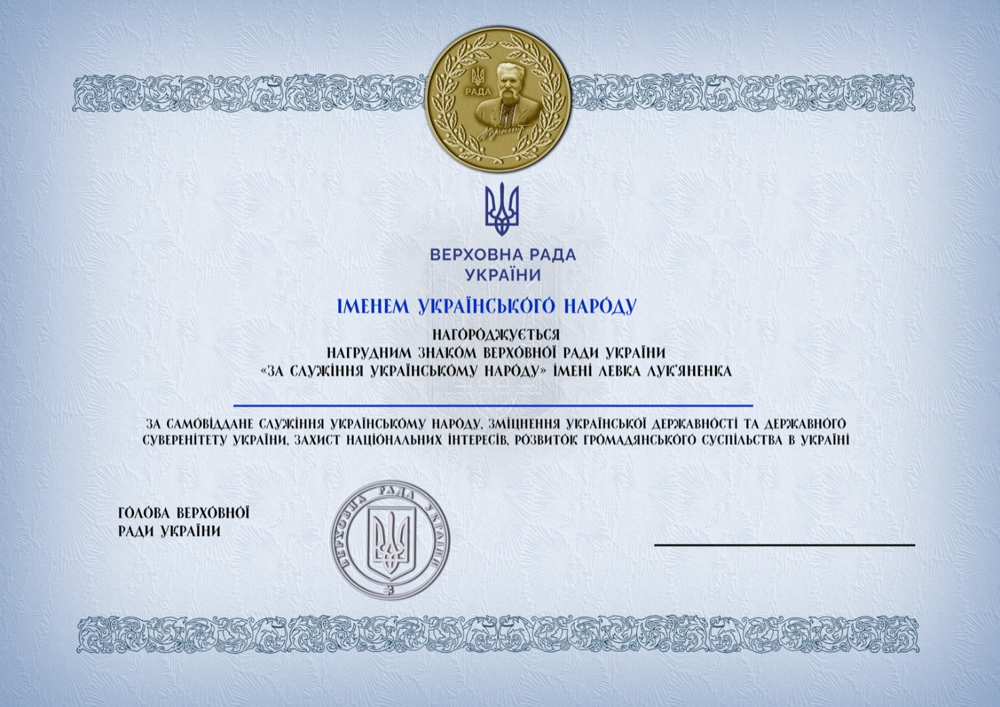 РАДА
ВЕРХОВНА РАДА
УКРАЇНИ
ІМЕНЕМ УКРАЇНСЬКОГО НАРОДУ
НАГОРОДЖУЄТЬСЯ
НАГРУДНИМ ЗНАКОМ ВЕРХОВНОЇ РАДИ УКРАЇНИ
«ЗА СЛУЖІННЯ УКРАЇНСЬКОМУ НАРОДУ» ІМЕНІ ЛЕВКА ЛУК'ЯНЕНКА
ЗА САМОВІДДАНЕ СЛУЖІННЯ УКРАЇНСЬКОМУ НАРОДУ, ЗМІЦНЕННЯ УКРАЇНСЬКОЇ ДЕРЖАВНОСТІ ТА ДЕРЖАВНОГО
СУВЕРЕНІТЕТУ УКРАЇНИ, ЗАХИСТ НАЦІОНАЛЬНИХ ІНТЕРЕСІВ, РОЗВИТОК ГРОМАДЯНСЬКОГО СУСПІЛЬСТВА В УКРАЇНІ
ГОЛОВА ВЕРХОВНОЇ
РАДИ УКРАЇНИ
ВЕРХОВНА РАДА УКРАЇНИ